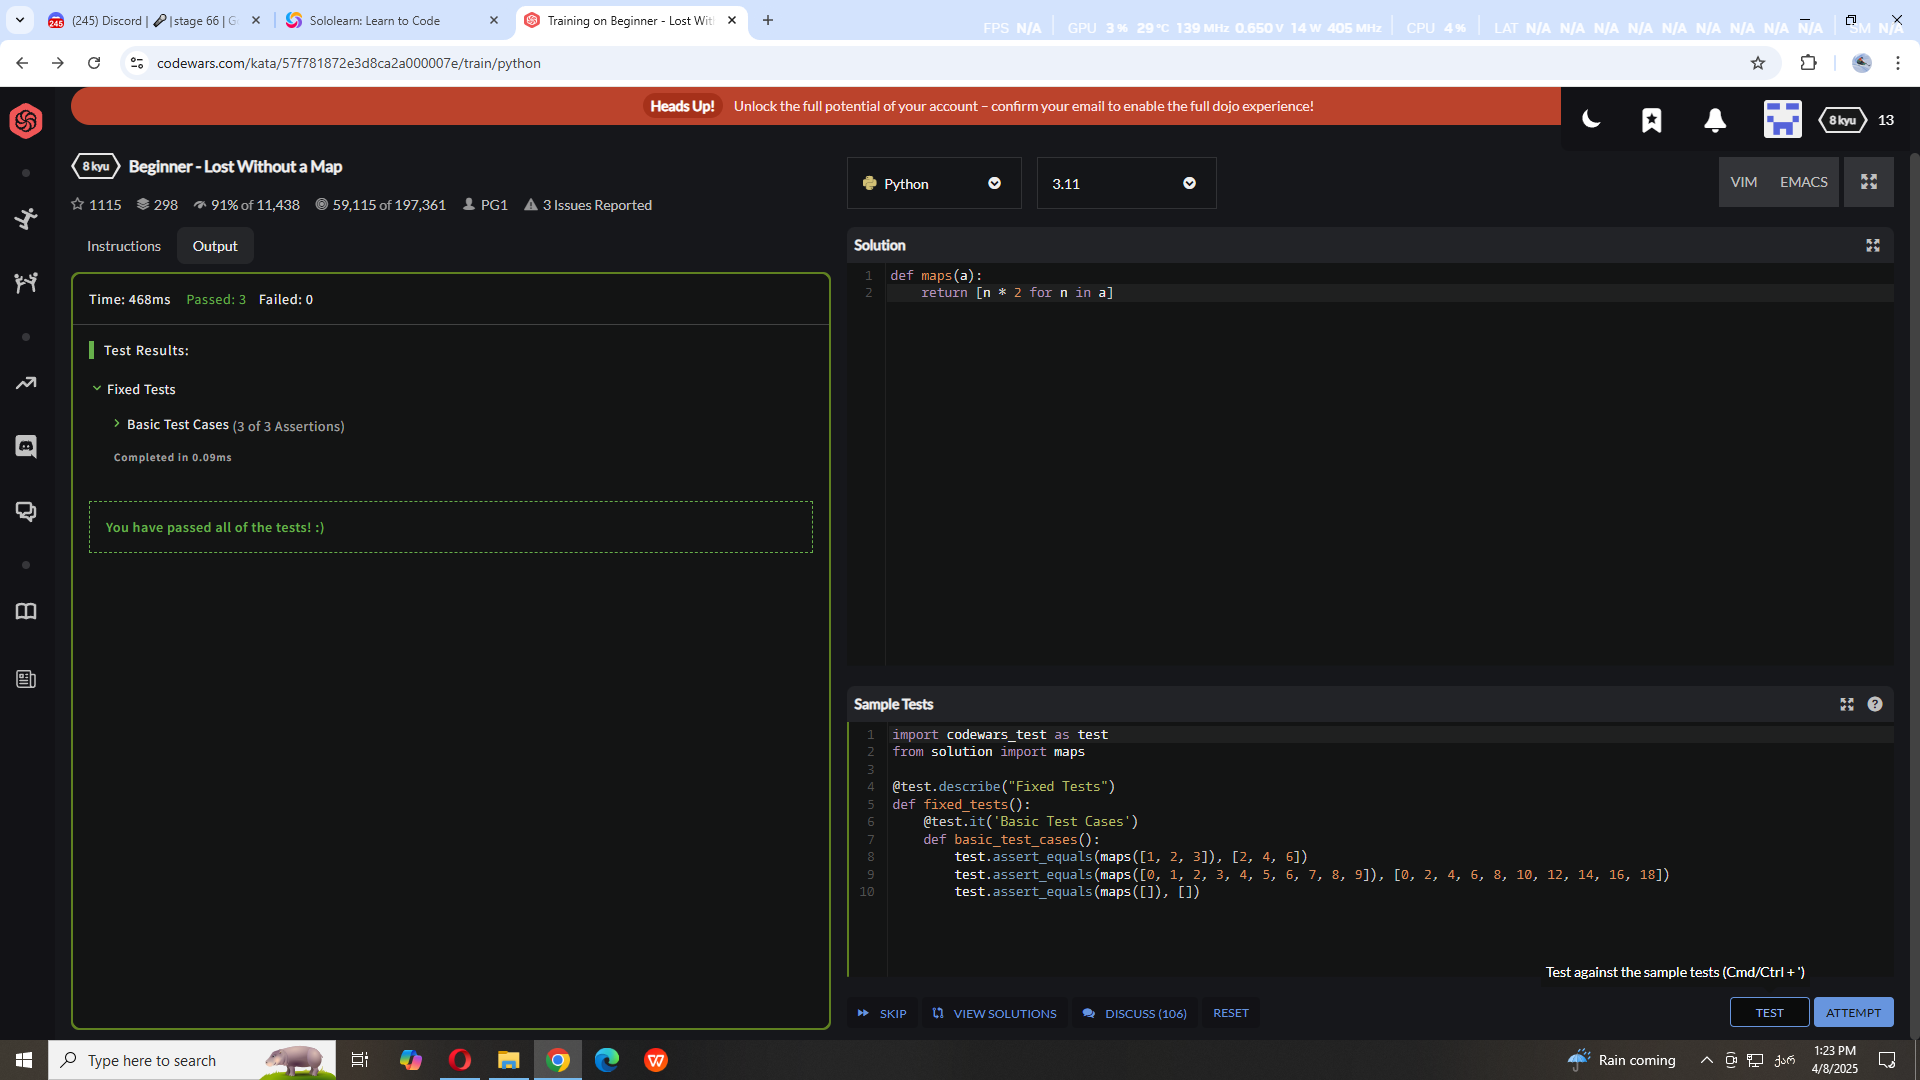 (245) Discord | 🎤 |stage 66 | G
Sololearn: Learn to Code
Training on Beginner - Lost With
FPS N/A GPU 3 % 29 °C 139 MHz 0.650 V 14 W 405 MHz CPU 4 % LAT N/A N/A N/A N/A N/A N/A N/A N/A N/A SM N/A
codewars.com/kata/57f781872e3d8ca2a000007e/train/python
Heads Up! Unlock the full potential of your account – confirm your email to enable the full dojo experience!
8 kyu 13
8 kyu Beginner - Lost Without a Map
1115 298 91% of 11,438 59,115 of 197,361 PG1 3 Issues Reported
Python
3.11
VIM EMACS
Instructions Output
Time: 468ms Passed: 3 Failed: 0
Test Results:
Fixed Tests
Basic Test Cases (3 of 3 Assertions)
Completed in 0.09ms
You have passed all of the tests! :)
Solution
1 def maps(a):
2     return [n * 2 for n in a]
Sample Tests
?
1 import codewars_test as test
2 from solution import maps
3
4 @test.describe("Fixed Tests")
5 def fixed_tests():
6     @test.it('Basic Test Cases')
7     def basic_test_cases():
8         test.assert_equals(maps([1, 2, 3]), [2, 4, 6])
9         test.assert_equals(maps([0, 1, 2, 3, 4, 5, 6, 7, 8, 9]), [0, 2, 4, 6, 8, 10, 12, 14, 16, 18])
10         test.assert_equals(maps([]), [])
Test against the sample tests (Cmd/Ctrl + ')
SKIP VIEW SOLUTIONS DISCUSS (106) RESET
TEST ATTEMPT
Type here to search
Rain coming
ქარ
1:23 PM
4/8/2025